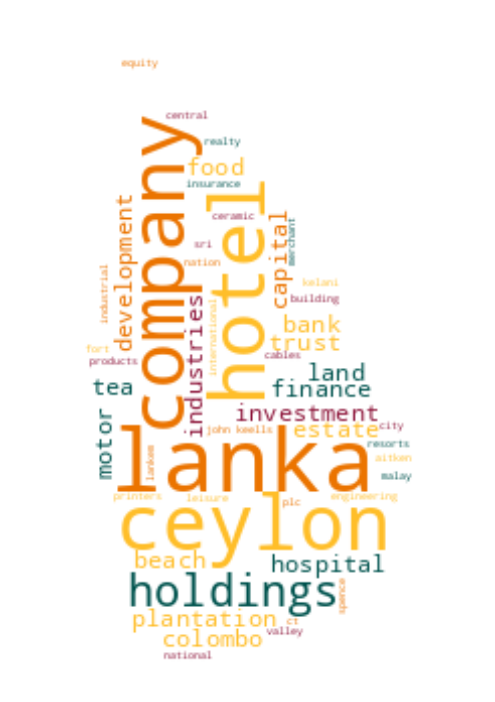 equity
central
company
realty
food
insurance
hotel
development
ceramic
capital
merchant
sri
nation
industrial
kelani
building
industries
international
bank
trust
fort
products
cables
tea
land
finance
motor
investment
city
john keells
estate
lanka
resorts
aitken
lankem
malay
printers
leisure
plc
engineering
ceylon
beach
hospital
holdings
spence
plantation
ct
colombo
valley
national